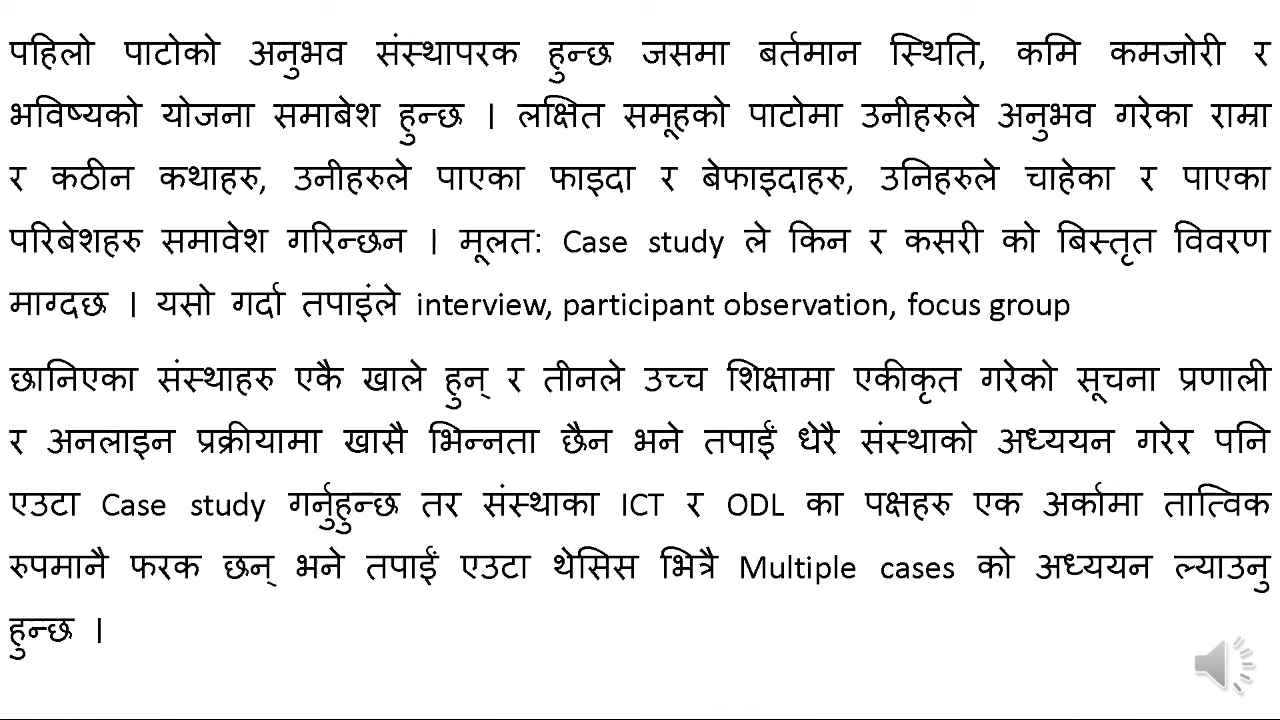 पहिलो पाटोको अनुभव संस्थापरक हुन्छ जसमा बर्तमान स्थिति, कमि कमजोरी र
भविष्यको योजना समाबेश हुन्छ । लक्षित समूहको पाटोमा उनीहरुले अनुभव गरेका राम्रा
र कठीन कथाहरु, उनीहरुले पाएका फाइदा र बेफाइदाहरु, उनिहरुले चाहेका र पाएका
परिबेशहरु समावेश गरिन्छन । मूलत: Case study ले किन र कसरी को बिस्तृत विवरण
माग्दछ । यसो गर्दा तपाइंले interview, participant observation, focus group
छानिएका संस्थाहरु एकै खाले हुन् र तीनले उच्च शिक्षामा एकीकृत गरेको सूचना प्रणाली
र अनलाइन प्रक्रीयामा खासै भिन्नता छैन भने तपाईं धेरै संस्थाको अध्ययन गरेर पनि
एउटा Case study गर्नुहुन्छ तर संस्थाका ICT र ODL का पक्षहरु एक अर्कामा तात्विक
रुपमानै फरक छन् भने तपाईं एउटा थेसिस भित्रै Multiple cases को अध्ययन ल्याउनु
हुन्छ ।